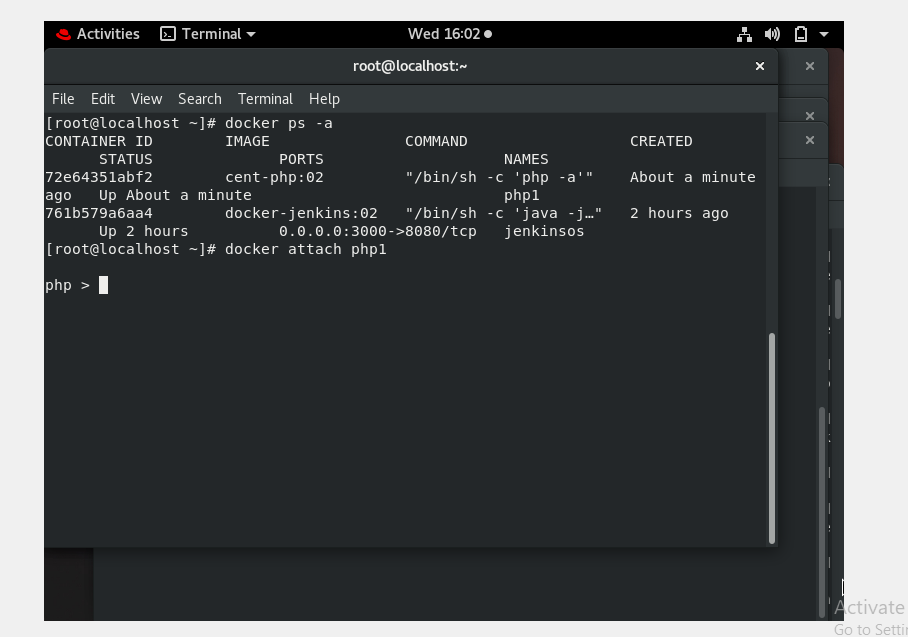 Activities Terminal Wed 16:02
root@localhost:~
File Edit View Search Terminal Help
[root@localhost ~]# docker ps -a
CONTAINER ID        IMAGE               COMMAND                  CREATED
      STATUS              PORTS                    NAMES
72e64351abf2        cent-php:02         "/bin/sh -c 'php -a'"    About a minute
ago   Up About a minute                            php1
761b579a6aa4        docker-jenkins:02   "/bin/sh -c 'java -j…"   2 hours ago
      Up 2 hours          0.0.0.0:3000->8080/tcp   jenkinsos
[root@localhost ~]# docker attach php1
php >
Activate
Go to Setti